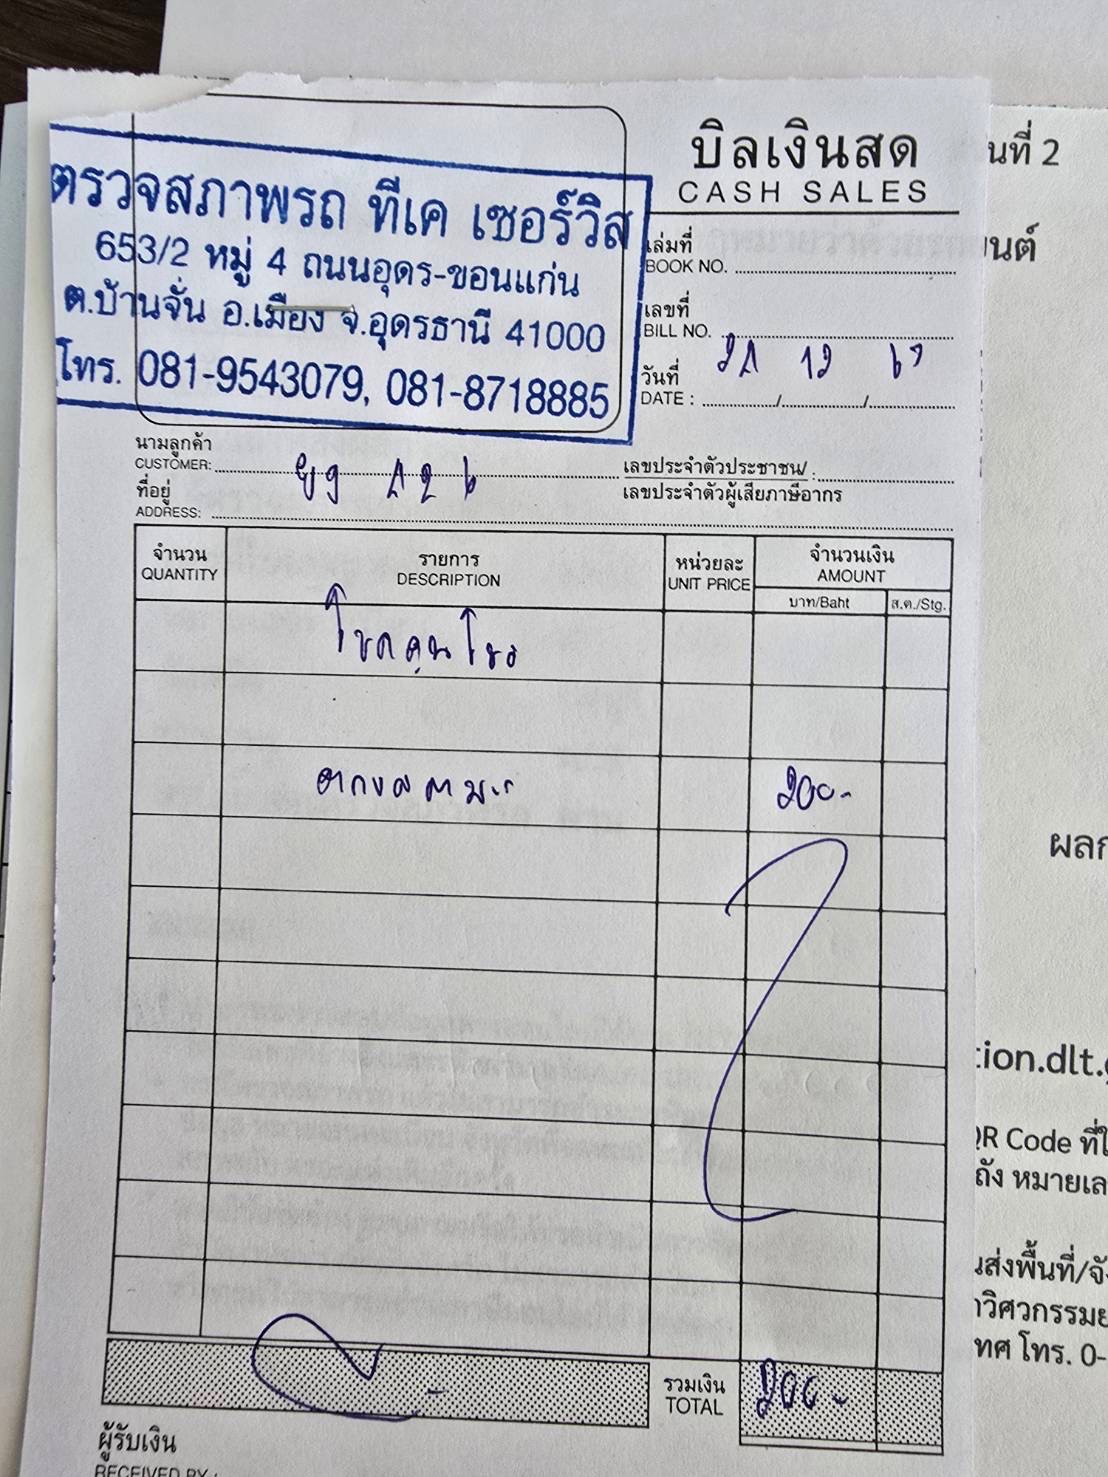 บิลเงินสด
CASH SALES
ตรวจสภาพรถ ทีเค เซอร์วิส
653/2 หมู่ 4 ถนนอุดร-ขอนแก่น
ต.บ้านจั่น อ.เมือง จ.อุดรธานี 41000
โทร. 081-9543079, 081-8718885
นที่ 2
นต์
เล่มที่
BOOK NO.
เลขที่
BILL NO.
วันที่
DATE : / /
12 67
นามลูกค้า
CUSTOMER:
เลขประจำตัวประชาชน/ :
เลขประจำตัวผู้เสียภาษีอากร
ที่อยู่
ADDRESS:
จำนวน รายการ หน่วยละ จำนวนเงิน
QUANTITY DESCRIPTION UNIT PRICE AMOUNT
บาท/Baht ส.ต./Stg.
200-
ผลก
tion.dlt.
QR Code ที่ใ
ถัง หมายเล
นส่งพื้นที่/จั
าวิศวกรรมย
ทศ โทร. 0-
รวมเงิน
TOTAL 200-
ผู้รับเงิน
RECEIVED BY :